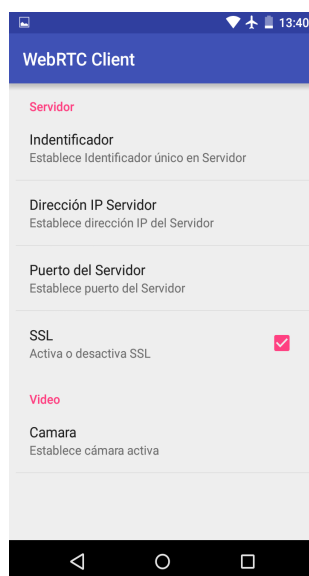 13:40
WebRTC Client
Servidor
Indentificador
Establece Identificador único en Servidor
Dirección IP Servidor
Establece dirección IP del Servidor
Puerto del Servidor
Establece puerto del Servidor
SSL
Activa o desactiva SSL
Video
Camara
Establece cámara activa